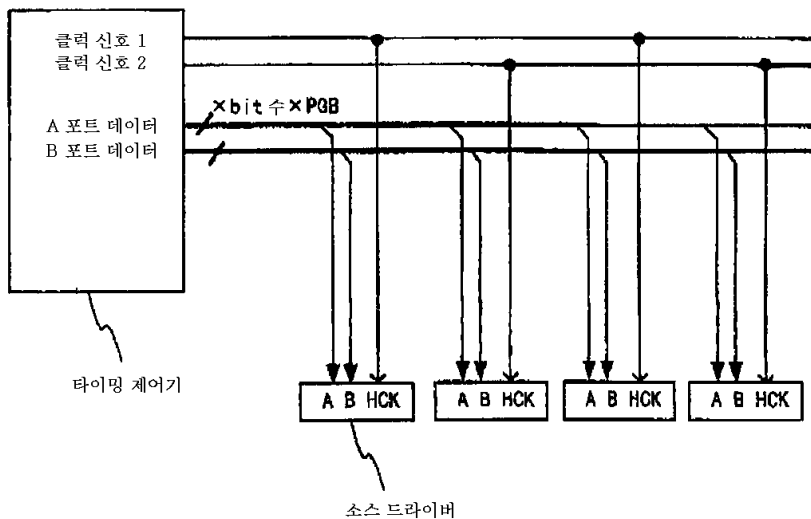 클럭 신호 1
클럭 신호 2
×bit 수×PGB
A 포트 데이터
B 포트 데이터
타이밍 제어기
A B HCK
A B HCK
A B HCK
A B HCK
소스 드라이버